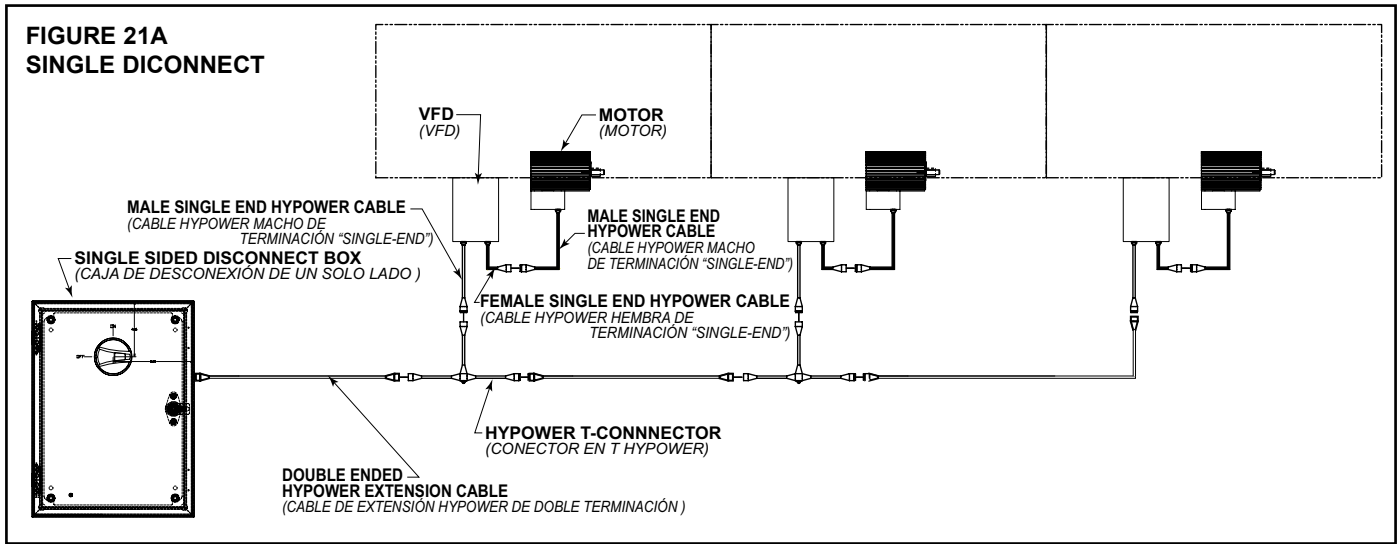 FIGURE 21A
SINGLE DICONNECT
VFD
(VFD)
MOTOR
(MOTOR)
MALE SINGLE END HYPOWER CABLE
(CABLE HYPOWER MACHO DE
TERMINACIÓN “SINGLE-END”)
MALE SINGLE END
HYPOWER CABLE
(CABLE HYPOWER MACHO
DE TERMINACIÓN “SINGLE-END”)
SINGLE SIDED DISCONNECT BOX
(CAJA DE DESCONEXIÓN DE UN SOLO LADO )
FEMALE SINGLE END HYPOWER CABLE
(CABLE HYPOWER HEMBRA DE
TERMINACIÓN “SINGLE-END”)
HYPOWER T-CONNNECTOR
(CONECTOR EN T HYPOWER)
DOUBLE ENDED
HYPOWER EXTENSION CABLE
(CABLE DE EXTENSIÓN HYPOWER DE DOBLE TERMINACIÓN )